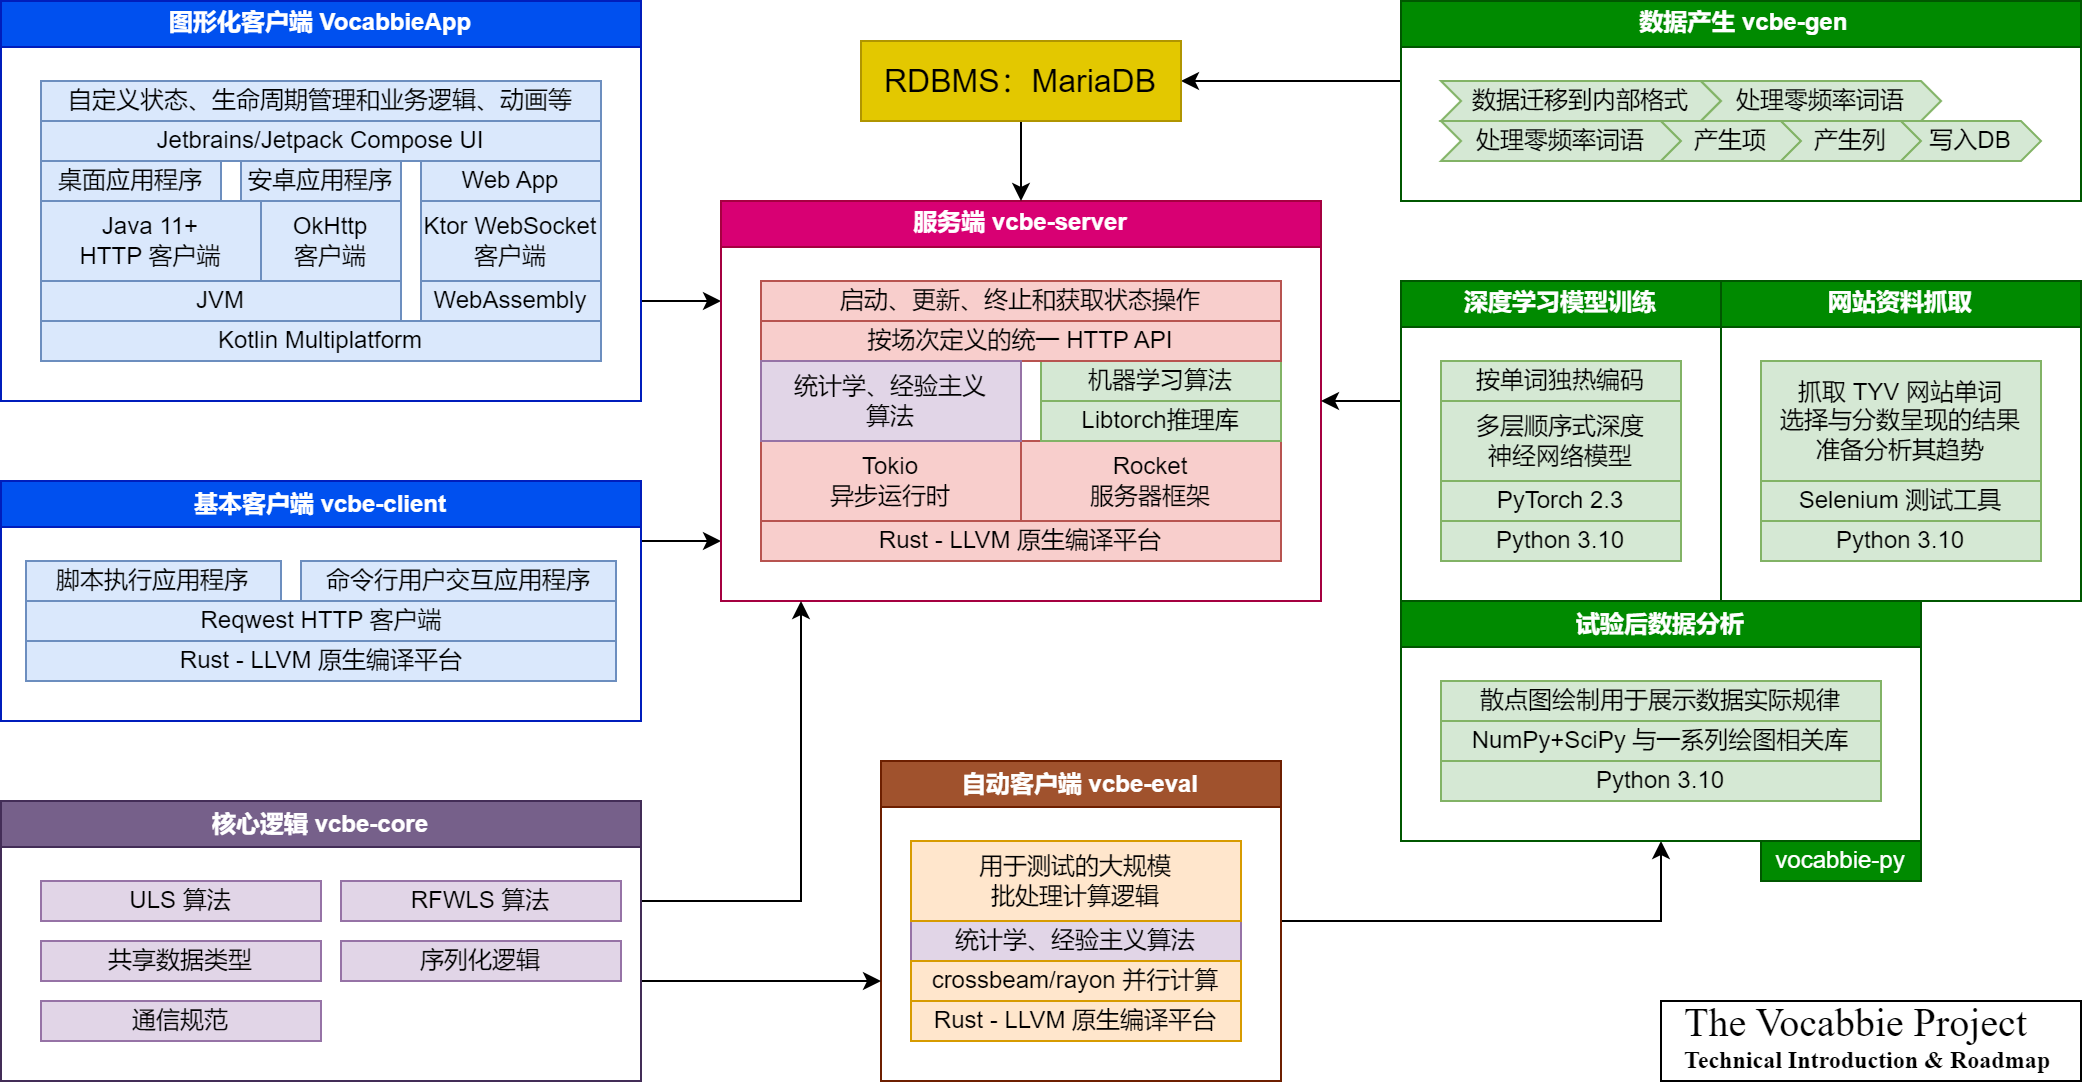 图形化客户端 VocabbieApp
自定义状态、生命周期管理和业务逻辑、动画等
Jetbrains/Jetpack Compose UI
桌面应用程序
安卓应用程序
Web App
Java 11+
HTTP 客户端
OkHttp
客户端
Ktor WebSocket
客户端
JVM
WebAssembly
Kotlin Multiplatform
基本客户端 vcbe-client
脚本执行应用程序
命令行用户交互应用程序
Reqwest HTTP 客户端
Rust - LLVM 原生编译平台
核心逻辑 vcbe-core
ULS 算法
RFWLS 算法
共享数据类型
序列化逻辑
通信规范
RDBMS：MariaDB
服务端 vcbe-server
启动、更新、终止和获取状态操作
按场次定义的统一 HTTP API
统计学、经验主义
算法
机器学习算法
Libtorch推理库
Tokio
异步运行时
Rocket
服务器框架
Rust - LLVM 原生编译平台
自动客户端 vcbe-eval
用于测试的大规模
批处理计算逻辑
统计学、经验主义算法
crossbeam/rayon 并行计算
Rust - LLVM 原生编译平台
数据产生 vcbe-gen
数据迁移到内部格式
处理零频率词语
处理零频率词语
产生项
产生列
写入DB
深度学习模型训练
按单词独热编码
多层顺序式深度
神经网络模型
PyTorch 2.3
Python 3.10
网站资料抓取
抓取 TYV 网站单词
选择与分数呈现的结果
准备分析其趋势
Selenium 测试工具
Python 3.10
试验后数据分析
散点图绘制用于展示数据实际规律
NumPy+SciPy 与一系列绘图相关库
Python 3.10
vocabbie-py
The Vocabbie Project
Technical Introduction & Roadmap